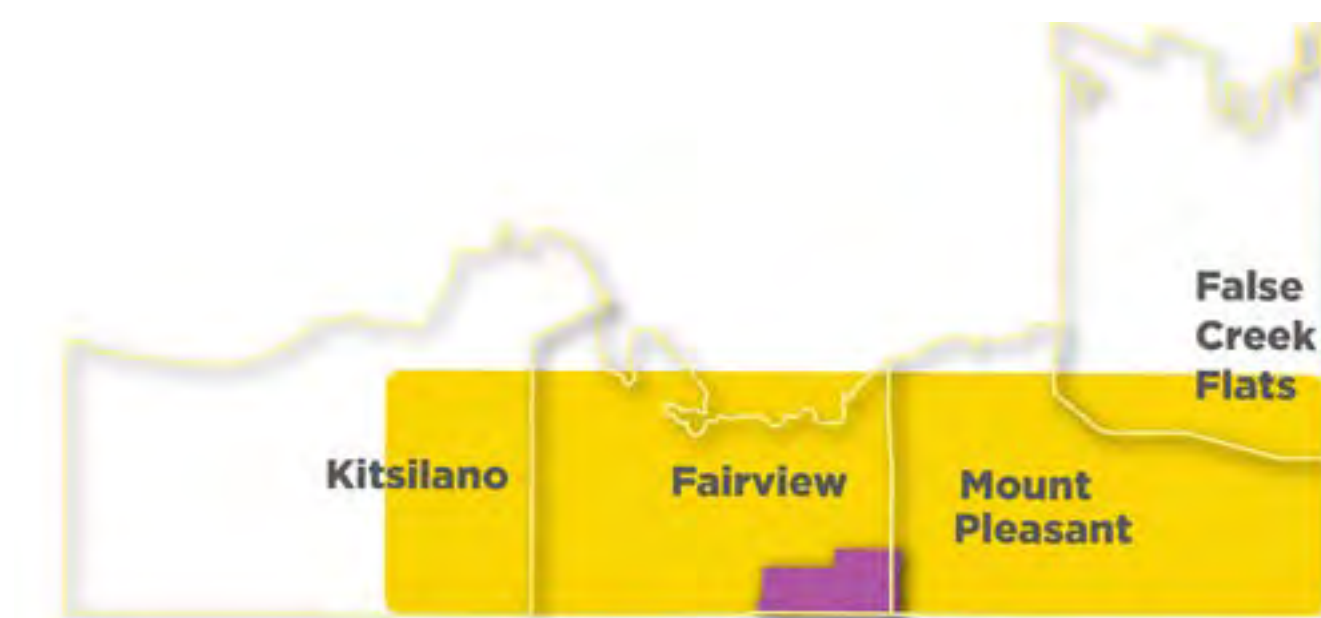 False
Creek
Flats
Kitsilano
Fairview
Mount
Pleasant